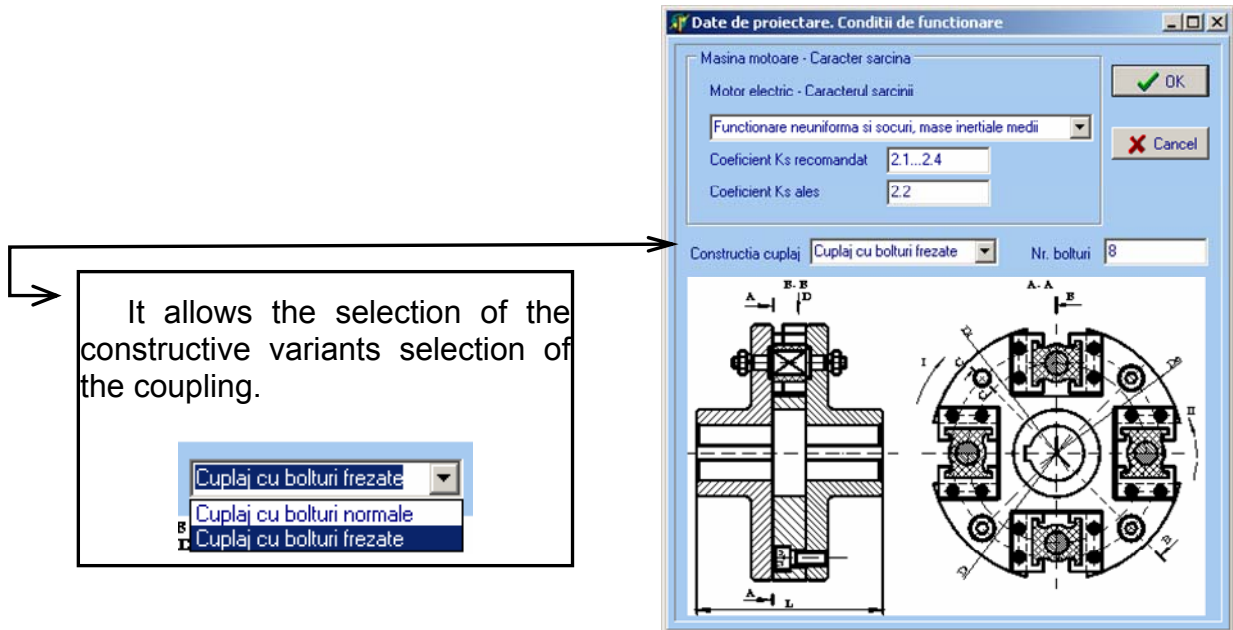 Date de proiectare. Conditii de functionare
Masina motoare - Caracter sarcina
Motor electric - Caracterul sarcinii
Functionare neuniforma si socuri, mase inertiale medii
Coeficient Ks recomandat 2.1...2.4
Coeficient Ks ales 2.2
OK
Cancel
Constructia cuplaj Cuplaj cu bolturi frezate Nr. bolturi 8
It allows the selection of the
constructive variants selection of
the coupling.
Cuplaj cu bolturi frezate
Cuplaj cu bolturi normale
Cuplaj cu bolturi frezate
B
D
B-B
A
D
A
L
A-A
B
I
C
C
II
B